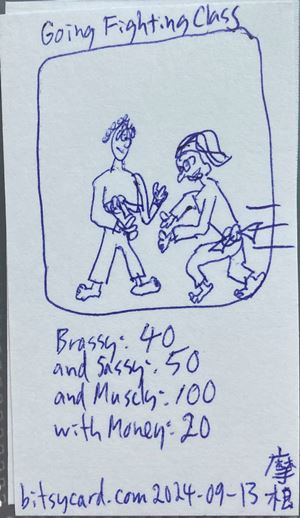 Going Fighting Class
Brassy: 40
and Sassy: 50
and Muscly: 100
with Money: 20
摩根
bitsycard.com 2024-09-13